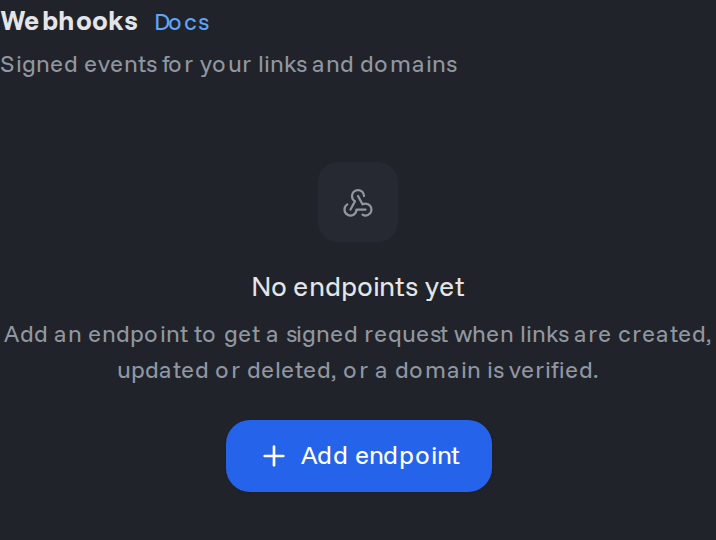 Webhooks Docs
Signed events for your links and domains
No endpoints yet
Add an endpoint to get a signed request when links are created,
updated or deleted, or a domain is verified.
Add endpoint